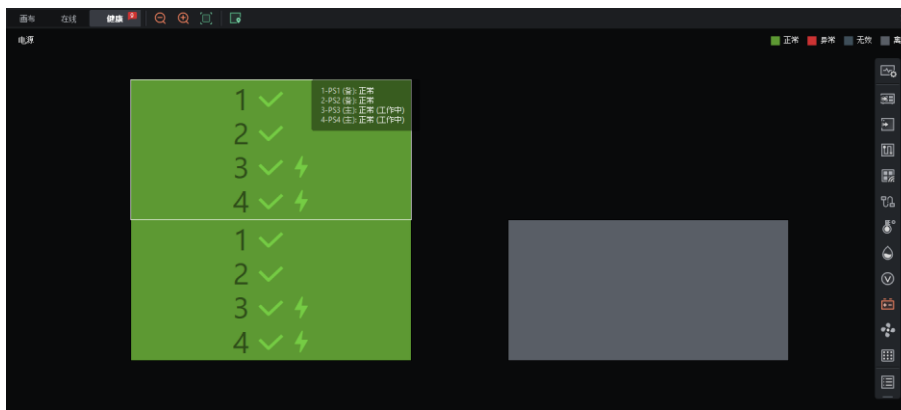 画布 在线 健康
电源
正常 异常 无效
1
2
3
4
1-PS1 (备): 正常
2-PS2 (备): 正常
3-PS3 (主): 正常 (工作中)
4-PS4 (主): 正常 (工作中)
1
2
3
4